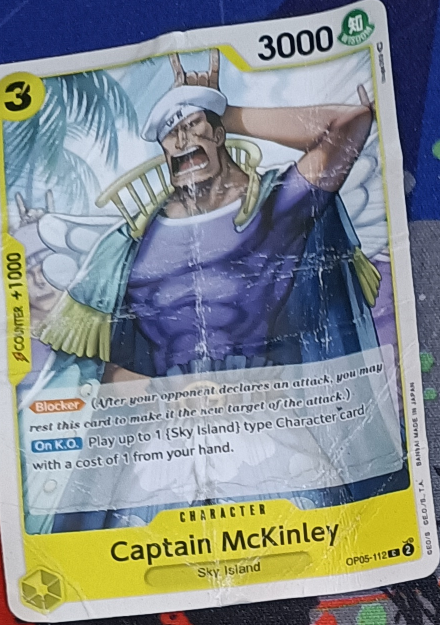 3
3000
知
WISDOM
COUNTER +1000
Blocker (After your opponent declares an attack, you may
rest this card to make it the new target of the attack.)
On K.O. Play up to 1 {Sky Island} type Character card
with a cost of 1 from your hand.
CHARACTER
Captain McKinley
Sky Island
OP05-112 C 2
BANDAI MADE IN JAPAN